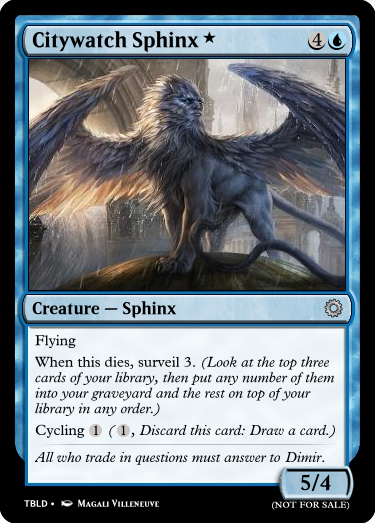 Citywatch Sphinx ★ 4
Creature — Sphinx
Flying
When this dies, surveil 3. (Look at the top three
cards of your library, then put any number of them
into your graveyard and the rest on top of your
library in any order.)
Cycling 1 ( 1, Discard this card: Draw a card.)
All who trade in questions must answer to Dimir.
5/4
TBLD • MAGALI VILLENEUVE
(NOT FOR SALE)